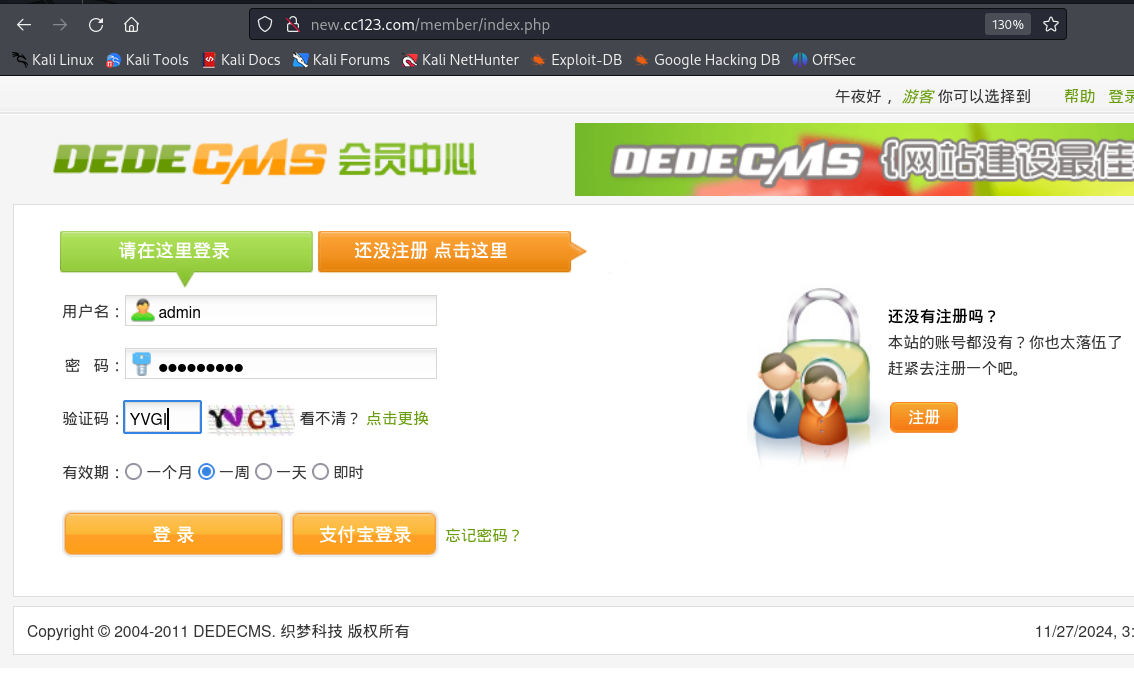 new.cc123.com/member/index.php 130%
Kali Linux Kali Tools Kali Docs Kali Forums Kali NetHunter Exploit-DB Google Hacking DB OffSec
午夜好， 游客 你可以选择到 帮助 登录
DEDECMS 会员中心 DEDECMS {网站建设最佳
请在这里登录 还没注册 点击这里
用户名： admin
密 码： ●●●●●●●●●
验证码： YVGI YVCI 看不清？ 点击更换
有效期： 一个月 一周 一天 即时
登 录 支付宝登录 忘记密码？
还没有注册吗？
本站的账号都没有？你也太落伍了
赶紧去注册一个吧。
注册
Copyright © 2004-2011 DEDECMS. 织梦科技 版权所有 11/27/2024, 3: